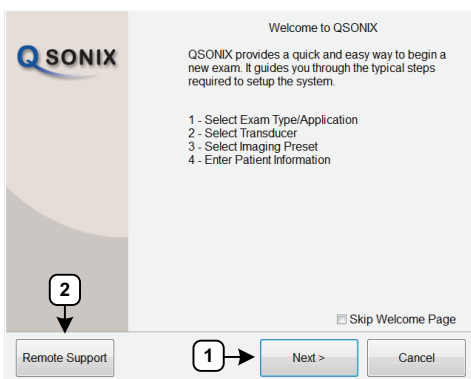 Welcome to QSONIX
Q SONIX
QSONIX provides a quick and easy way to begin a
new exam. It guides you through the typical steps
required to setup the system.
1 - Select Exam Type/Application
2 - Select Transducer
3 - Select Imaging Preset
4 - Enter Patient Information
2
Skip Welcome Page
Remote Support
1
Next >
Cancel